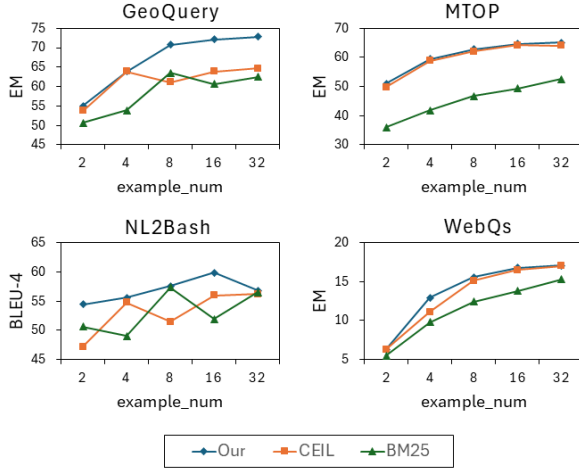 GeoQuery
75
70
65
60
55
50
45
EM
2 4 8 16 32
example_num
MTOP
70
60
50
40
30
EM
2 4 8 16 32
example_num
NL2Bash
65
60
55
50
45
BLEU-4
2 4 8 16 32
example_num
WebQs
20
15
10
5
EM
2 4 8 16 32
example_num
Our CEIL BM25